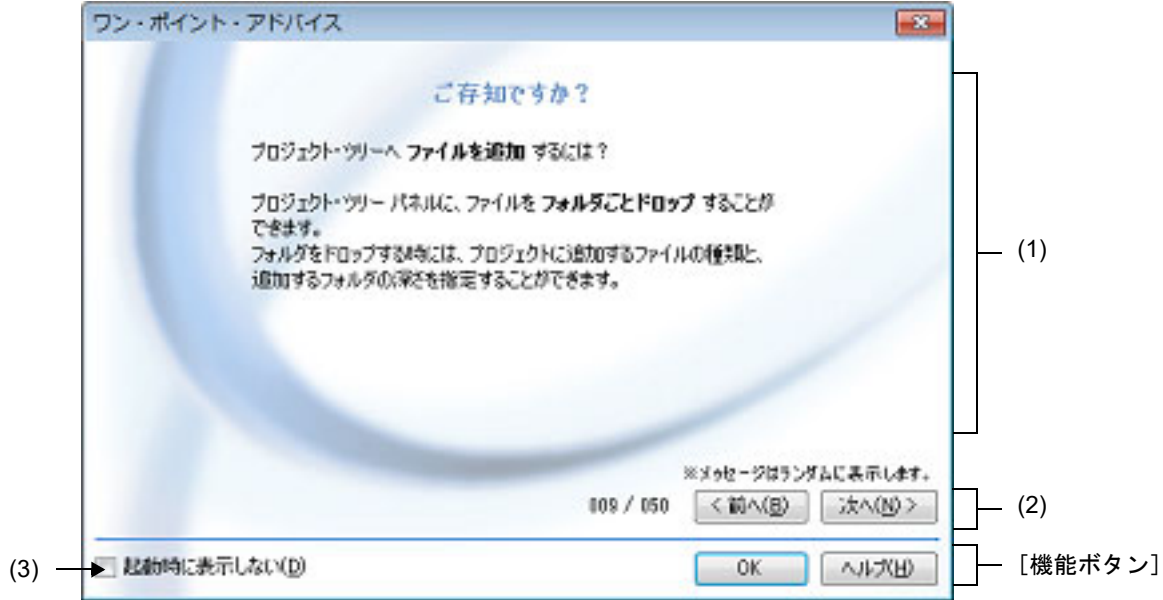 ワン・ポイント・アドバイス
ご存知ですか？
プロジェクト・ツリーへ ファイルを追加 するには？
プロジェクト・ツリー パネルに、ファイルを フォルダごとドロップ することが
できます。
フォルダをドロップする時には、プロジェクトに追加するファイルの種類と、
追加するフォルダの深さを指定することができます。
(1)
※メッセージはランダムに表示します。
009 / 050 < 前へ(B) 次へ(N) > (2)
(3) 起動時に表示しない(D) OK ヘルプ(H) ［機能ボタン］